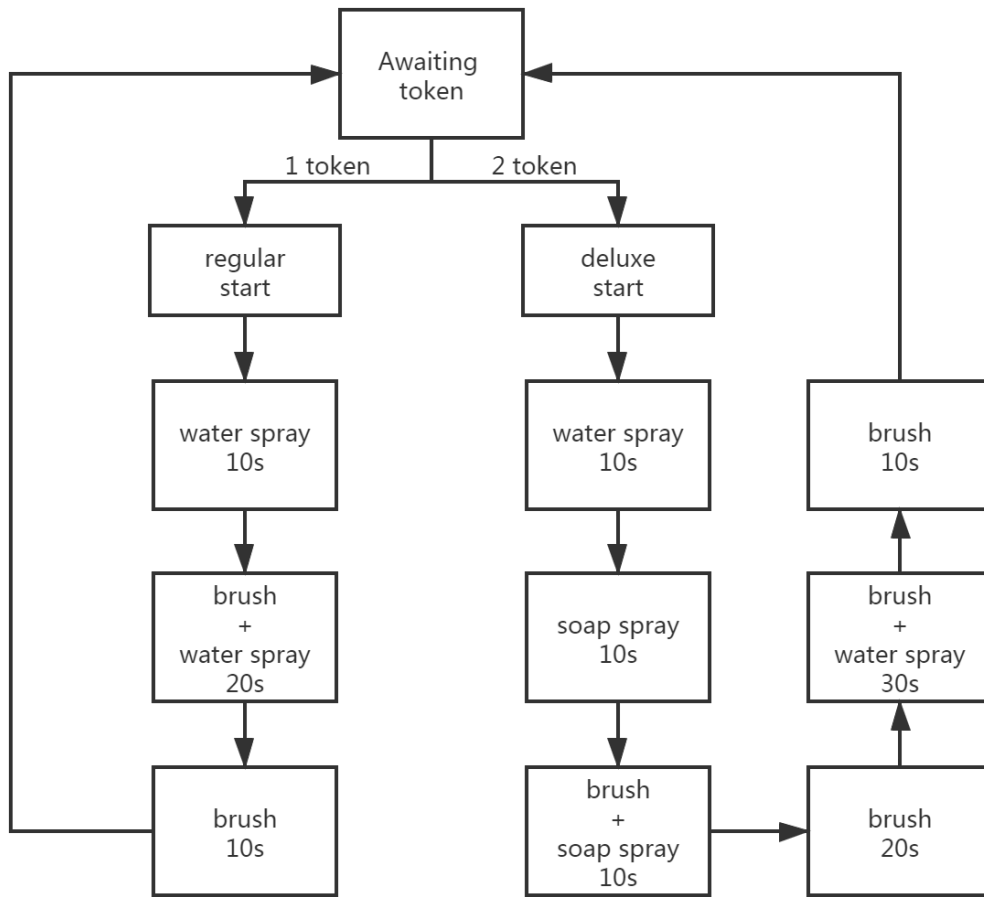 Awaiting
token
1 token
2 token
regular
start
deluxe
start
water spray
10s
water spray
10s
brush
10s
brush
+
water spray
20s
soap spray
10s
brush
+
water spray
30s
brush
10s
brush
+
soap spray
10s
brush
20s